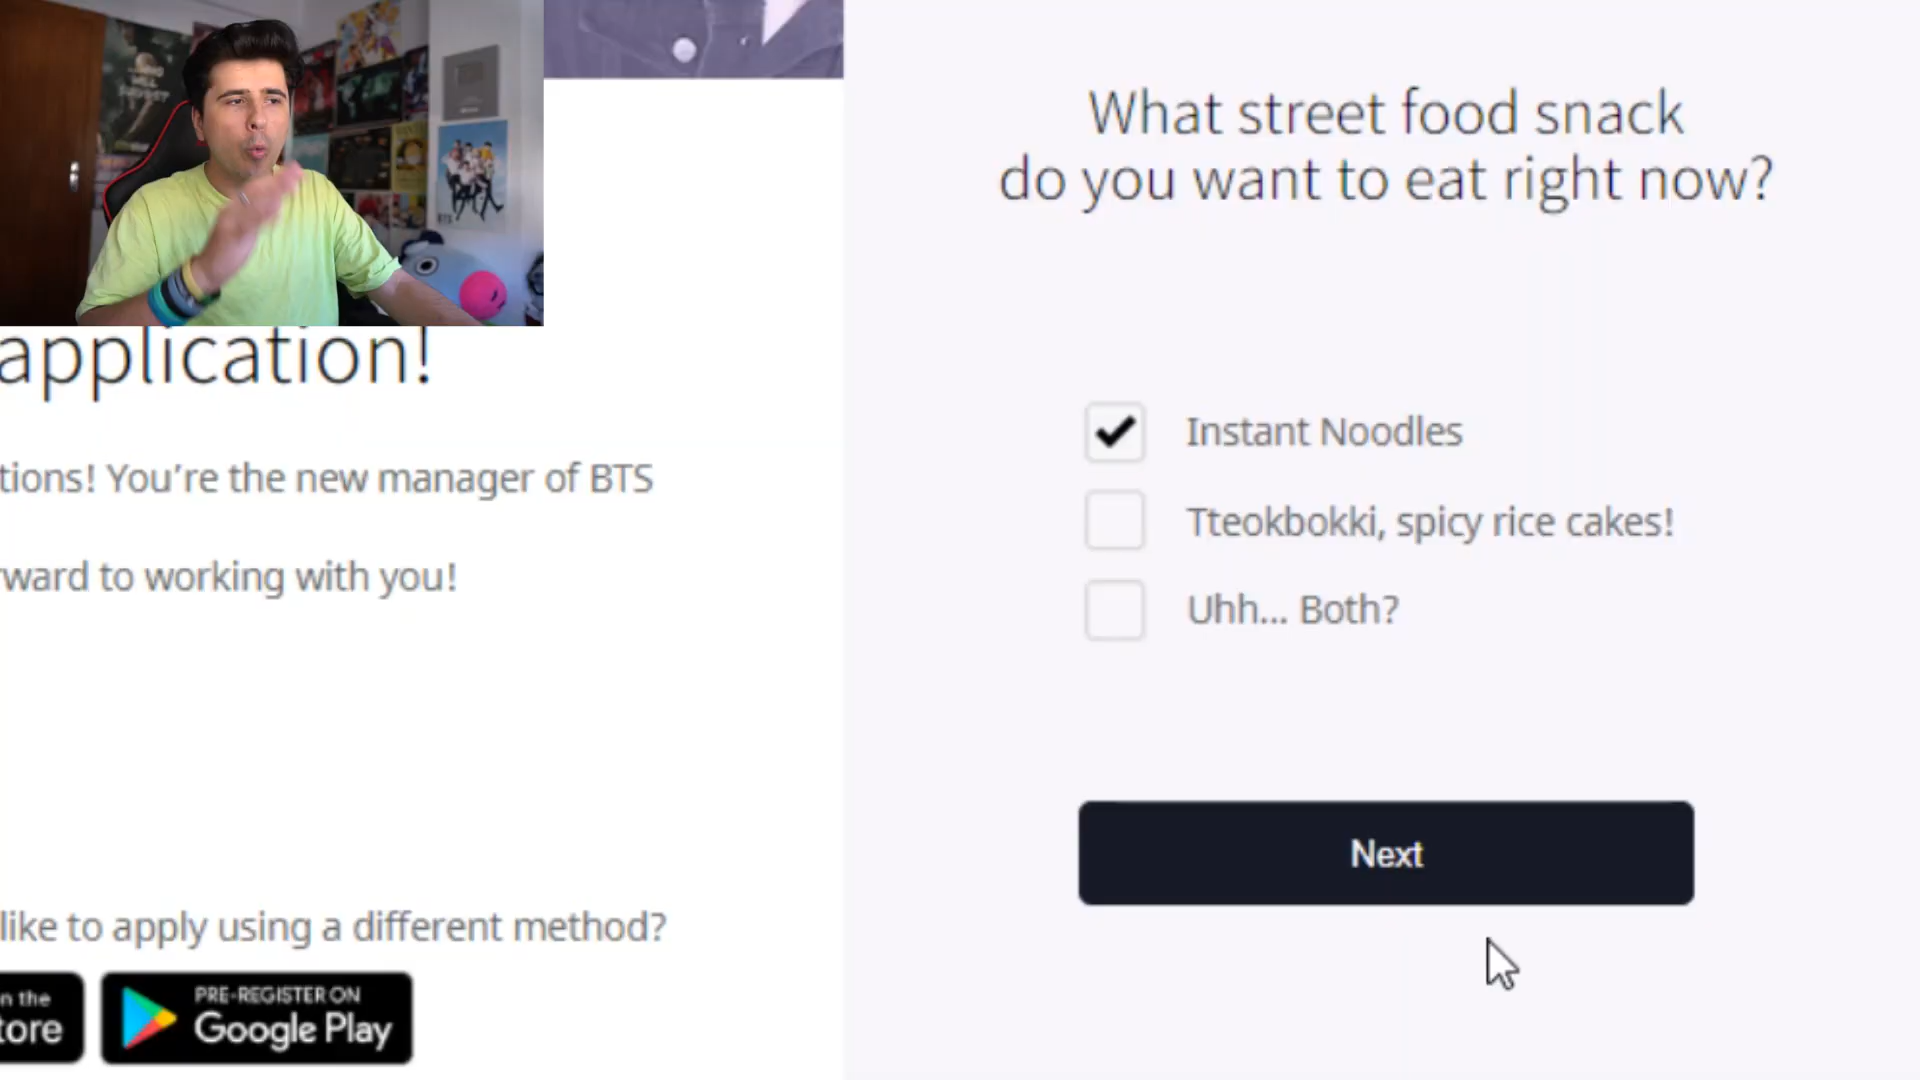 What street food snack
do you want to eat right now?
application!
tions! You're the new manager of BTS
rward to working with you!
Instant Noodles
Tteokbokki, spicy rice cakes!
Uhh... Both?
Next
like to apply using a different method?
n the
tore
PRE-REGISTER ON
Google Play
BTS